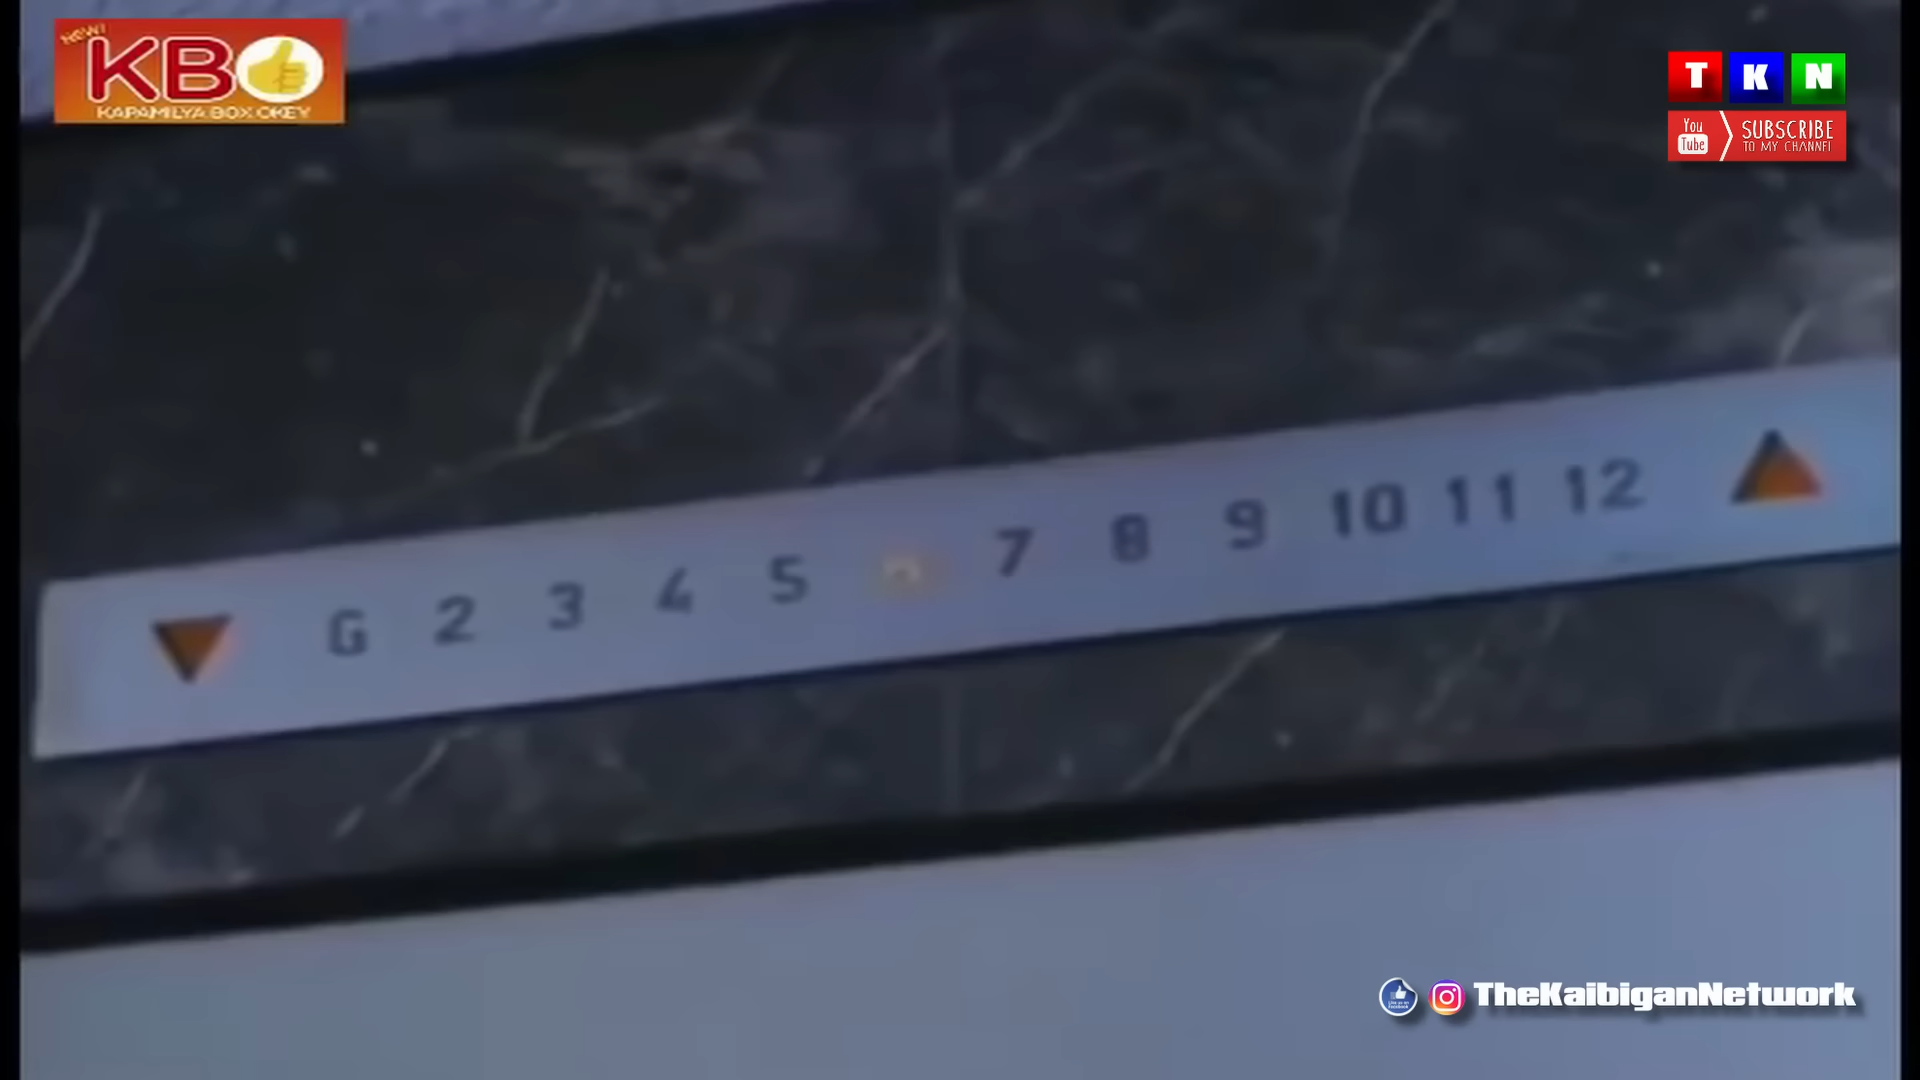 NEW!
KBO
KAPAMILYA BOX OKEY
T K N
You Tube
SUBSCRIBE
TO MY CHANNEL
G 2 3 4 5 7 8 9 10 11 12
TheKaibiganNetwork